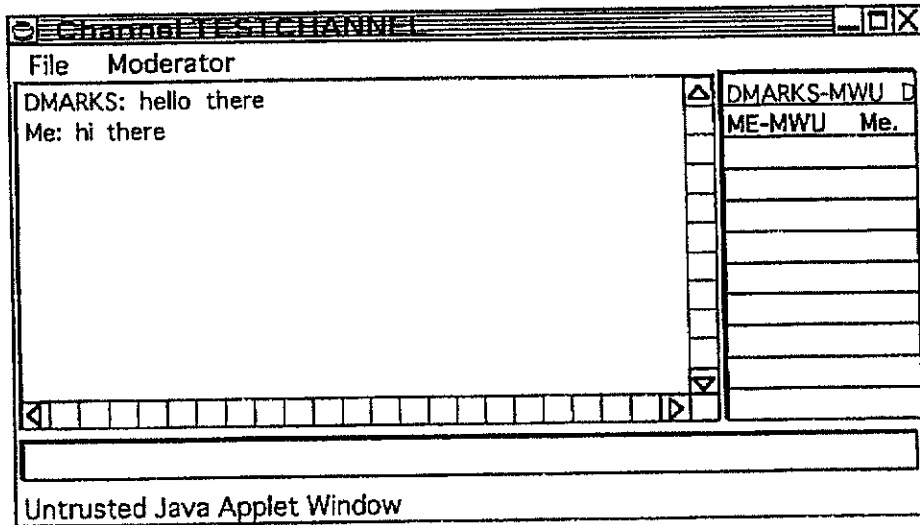 Channel TESTCHANNEL
File Moderator
DMARKS: hello there
Me: hi there
DMARKS-MWU D
ME-MWU Me.
Untrusted Java Applet Window